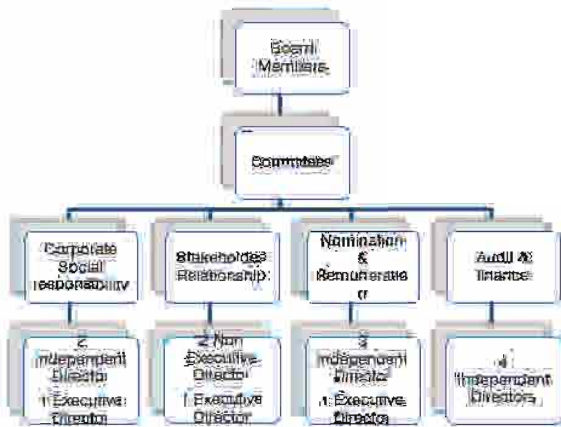 Board
Members
Committees
Corporate
Social
responsibility
Stakeholder
Relationship
Nomination
&
Remuneration
Audit &
finance
2
Independent
Director
1 Executive
Director
2 Non
Executive
Director
1 Executive
Director
3
Independent
Director
1 Executive
Director
4
Independent
Directors